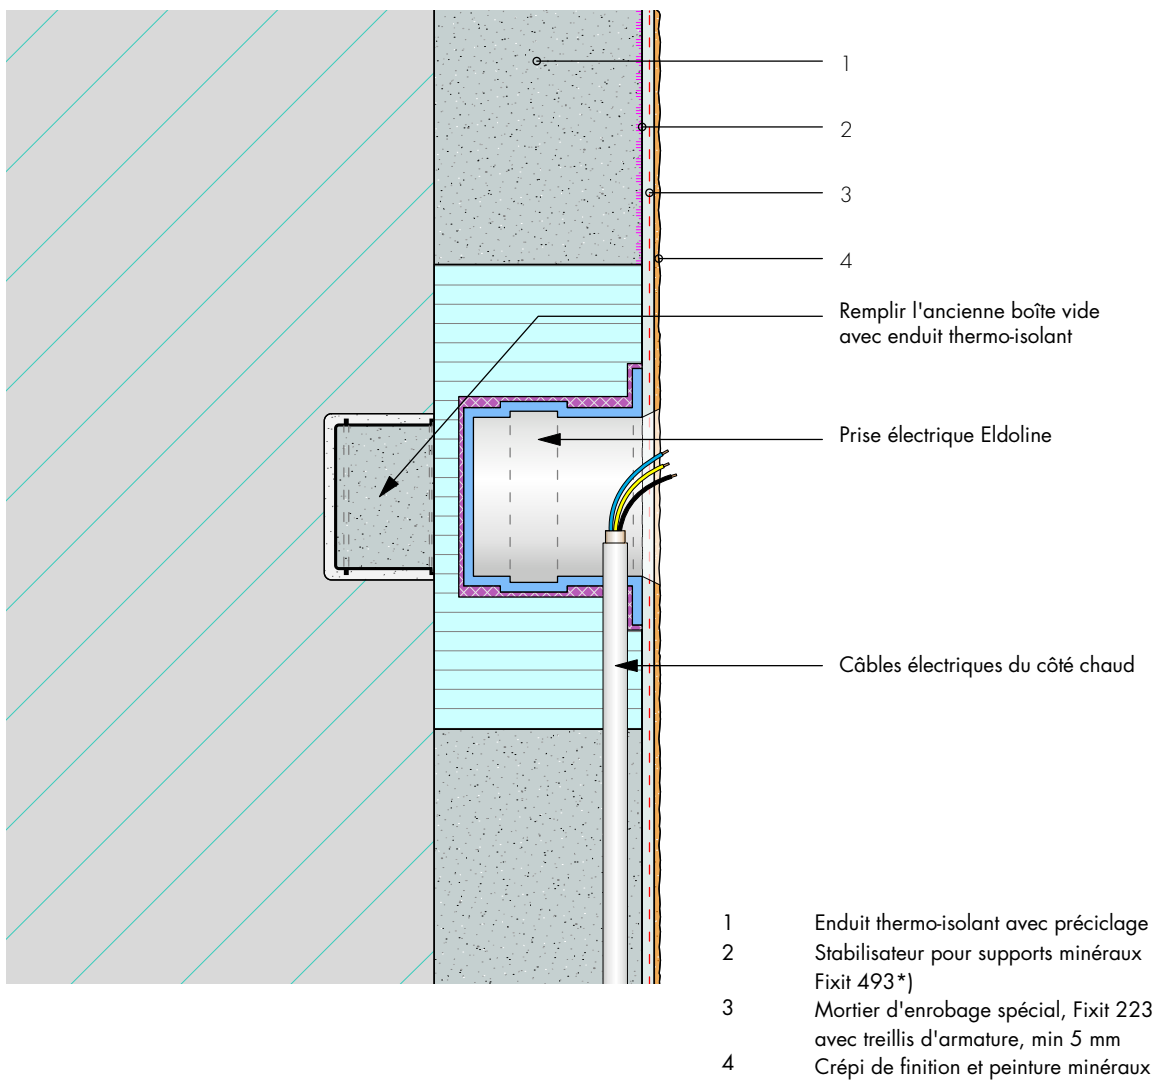 1
2
3
4
Remplir l'ancienne boîte vide
avec enduit thermo-isolant
Prise électrique Eldoline
Câbles électriques du côté chaud
1 Enduit thermo-isolant avec préciclage
2 Stabilisateur pour supports minéraux
Fixit 493*)
3 Mortier d'enrobage spécial, Fixit 223
avec treillis d'armature, min 5 mm
4 Crépi de finition et peinture minéraux